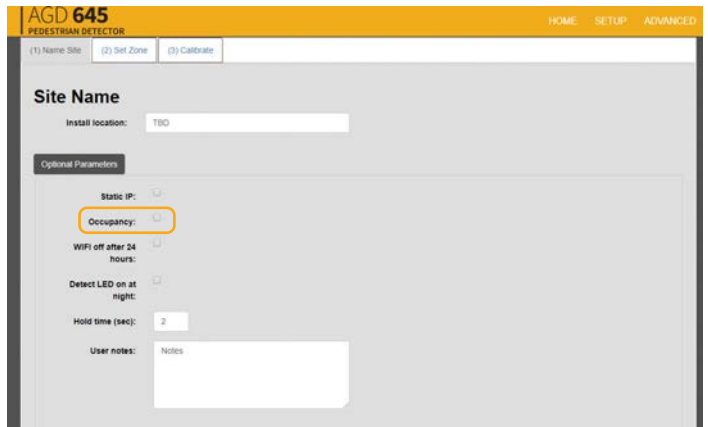 AGD 645
PEDESTRIAN DETECTOR
HOME SETUP ADVANCED
(1) Name Site (2) Set Zone (3) Calibrate
Site Name
Install location: TBD
Optional Parameters
Static IP:
Occupancy:
WIFI off after 24
hours:
Detect LED on at
night:
Hold time (sec): 2
User notes: Notes